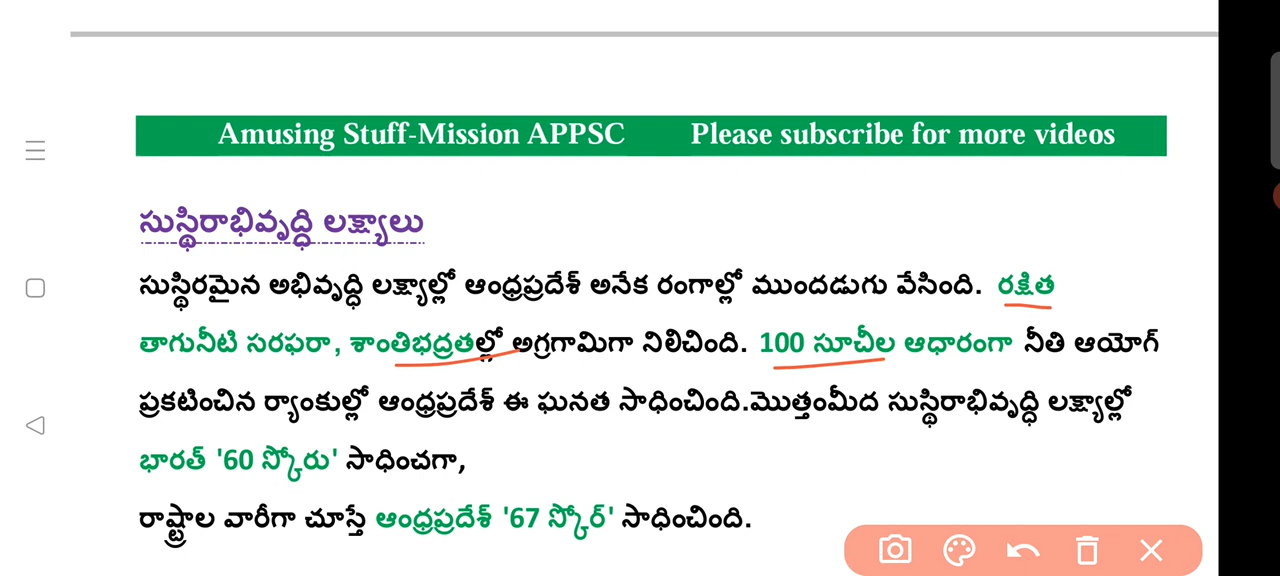 Amusing Stuff-Mission APPSC Please subscribe for more videos
సుస్థిరాభివృద్ధి లక్ష్యాలు
సుస్థిరమైన అభివృద్ధి లక్ష్యాల్లో ఆంధ్రప్రదేశ్ అనేక రంగాల్లో ముందడుగు వేసింది. రక్షిత
తాగునీటి సరఫరా, శాంతిభద్రతల్లో అగ్రగామిగా నిలిచింది. 100 సూచీల ఆధారంగా నీతి ఆయోగ్
ప్రకటించిన ర్యాంకుల్లో ఆంధ్రప్రదేశ్ ఈ ఘనత సాధించింది.మొత్తంమీద సుస్థిరాభివృద్ధి లక్ష్యాల్లో
భారత్ '60 స్కోరు' సాధించగా,
రాష్ట్రాల వారీగా చూస్తే ఆంధ్రప్రదేశ్ '67 స్కోర్' సాధించింది.